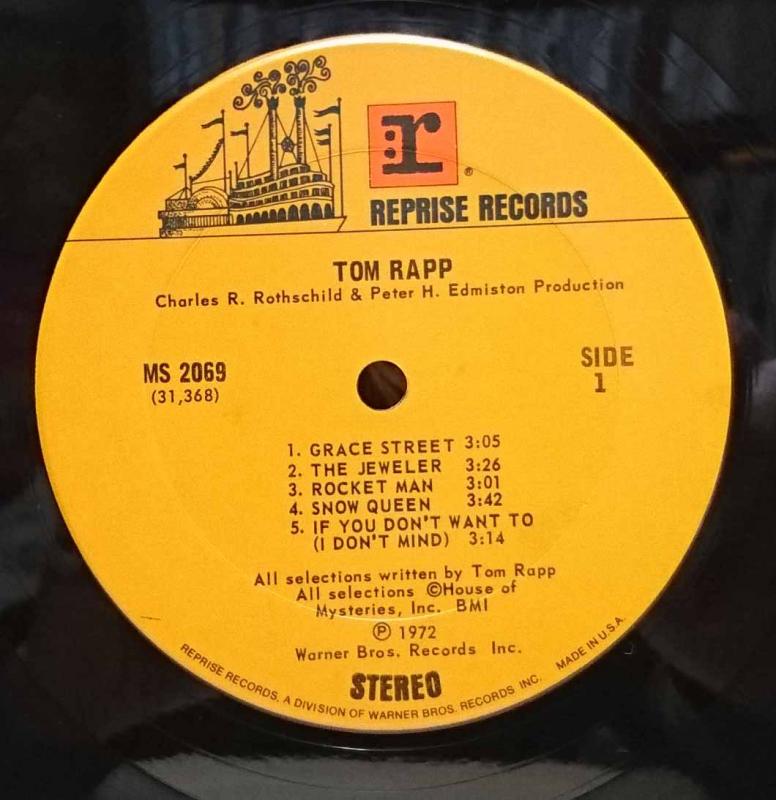 r®
REPRISE RECORDS
TOM RAPP
Charles R. Rothschild & Peter H. Edmiston Production
MS 2069
(31,368)
SIDE
1
1. GRACE STREET 3:05
2. THE JEWELER 3:26
3. ROCKET MAN 3:01
4. SNOW QUEEN 3:42
5. IF YOU DON'T WANT TO
(I DON'T MIND) 3:14
All selections written by Tom Rapp
All selections ©House of
Mysteries, Inc. BMI
℗ 1972
Warner Bros. Records Inc.
STEREO
REPRISE RECORDS, A DIVISION OF WARNER BROS. RECORDS INC. MADE IN U.S.A.